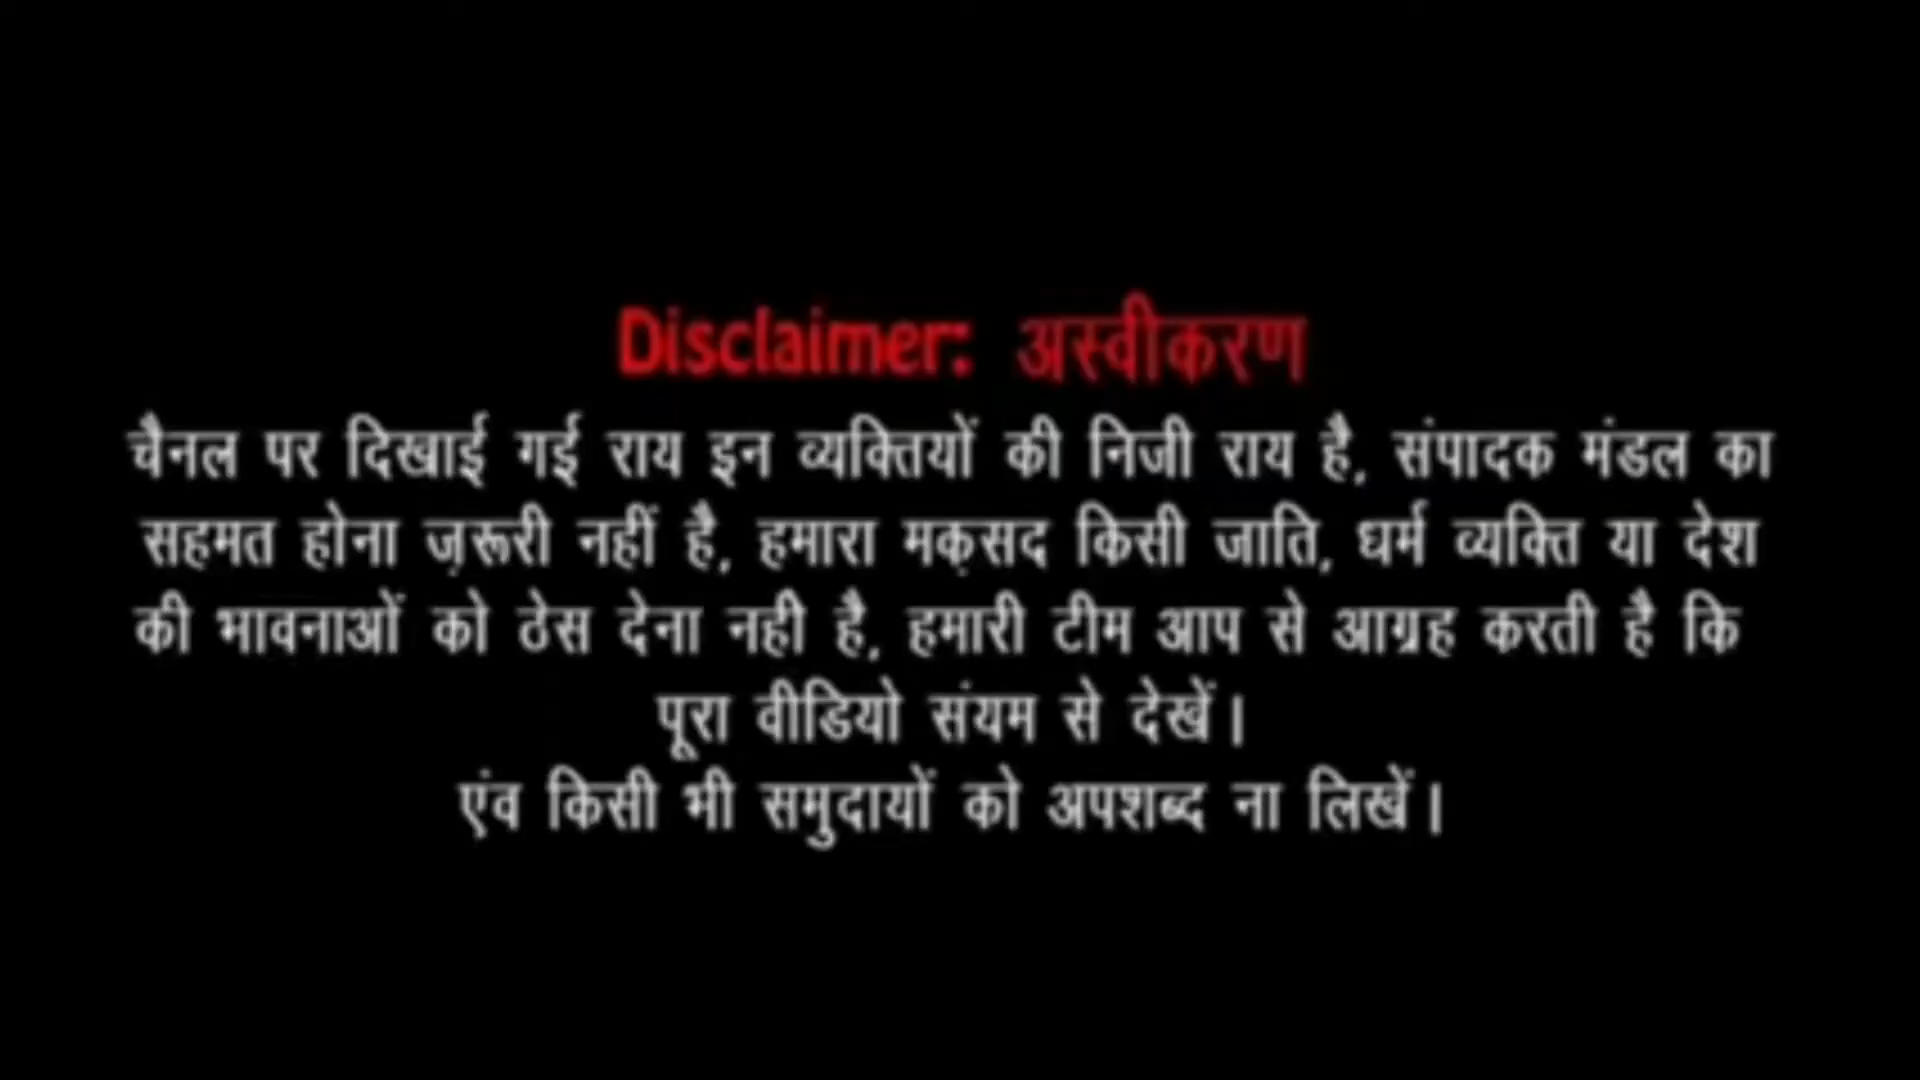 Disclaimer: अस्वीकरण
चैनल पर दिखाई गई राय इन व्यक्तियों की निजी राय है, संपादक मंडल का
सहमत होना ज़रूरी नहीं है, हमारा मक़सद किसी जाति, धर्म व्यक्ति या देश
की भावनाओं को ठेस देना नही है, हमारी टीम आप से आग्रह करती है कि
पूरा वीडियो संयम से देखें।
एंव किसी भी समुदायों को अपशब्द ना लिखें।